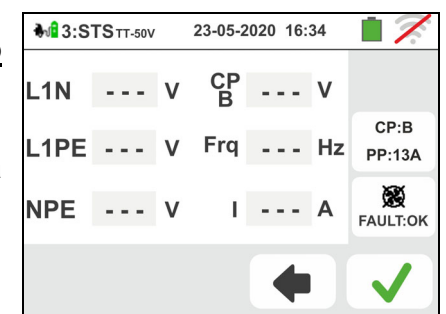 3:STS TT-50V 23-05-2020 16:34
L1N - - - V CP B - - - V
L1PE - - - V Frq - - - Hz
NPE - - - V I - - - A
CP:B
PP:13A
FAULT:OK